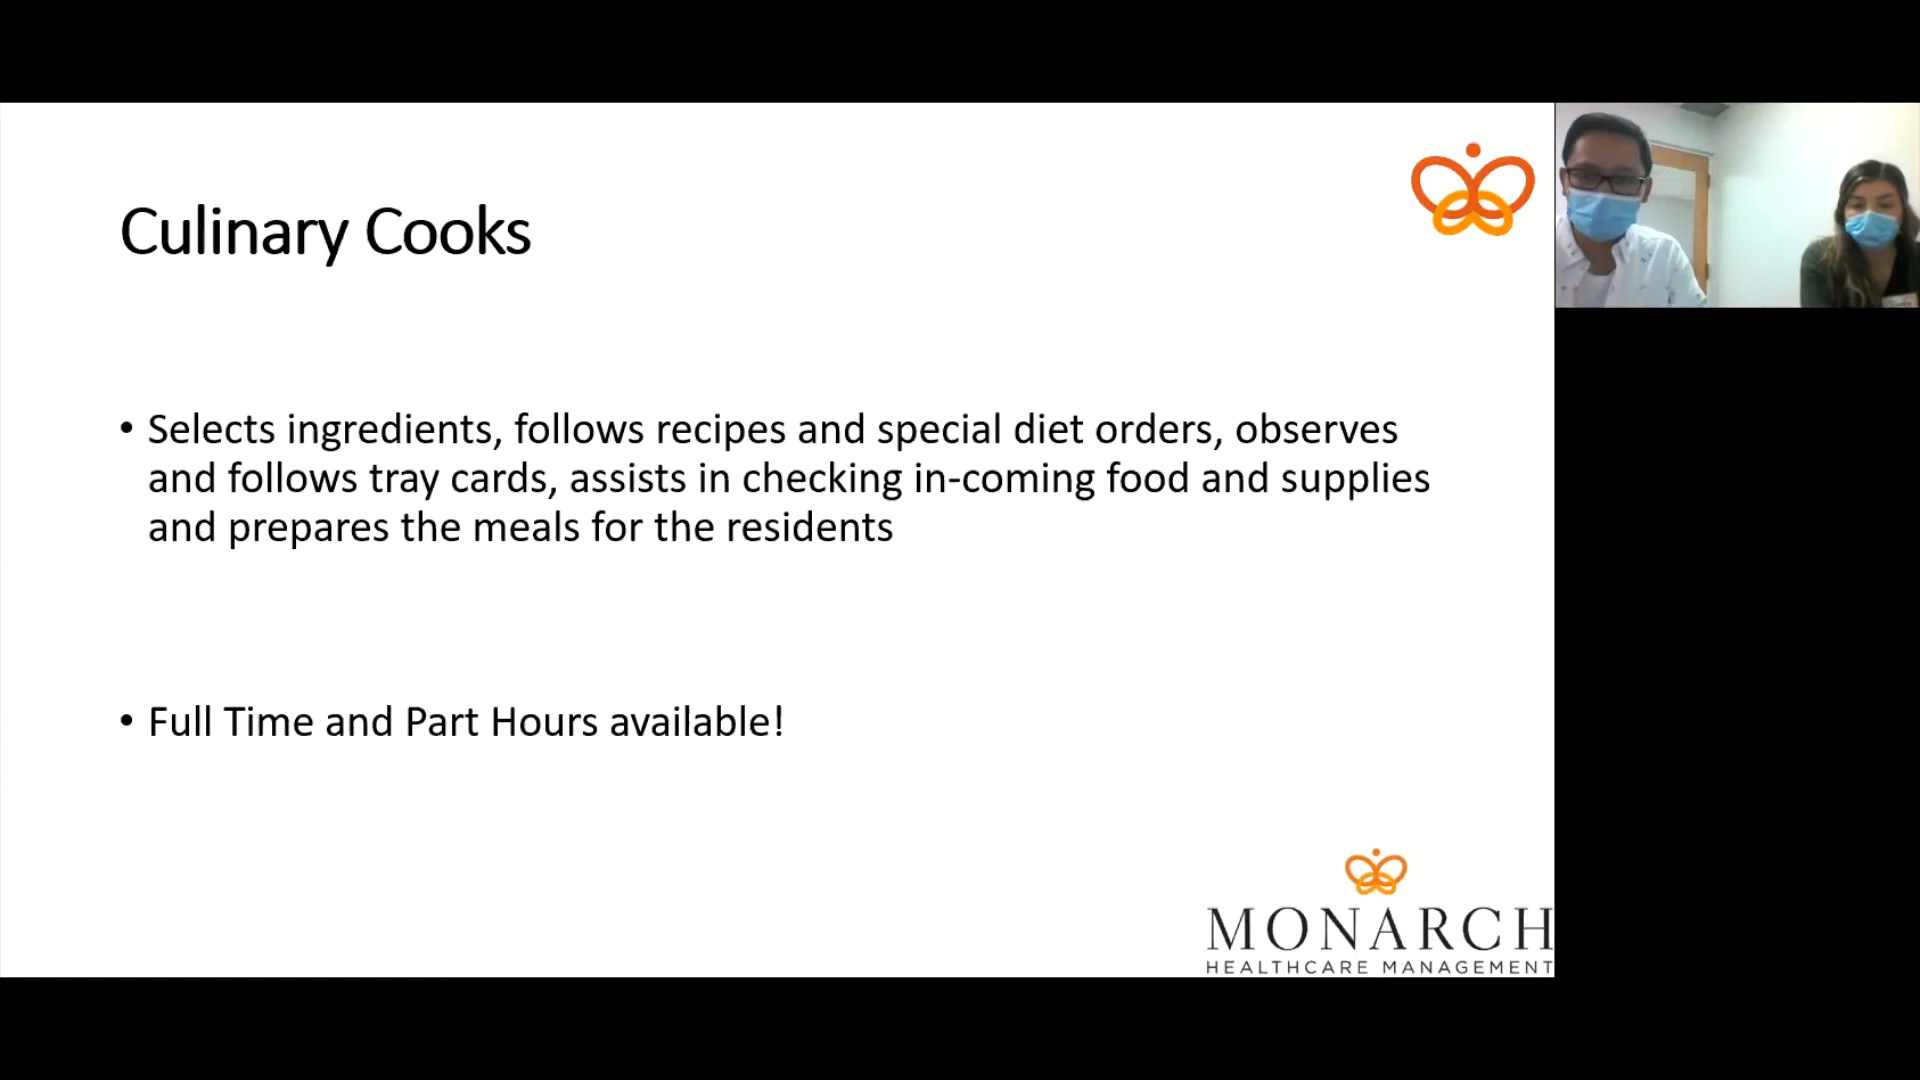 Culinary Cooks
• Selects ingredients, follows recipes and special diet orders, observes
and follows tray cards, assists in checking in-coming food and supplies
and prepares the meals for the residents
• Full Time and Part Hours available!
MONARCH
HEALTHCARE MANAGEMENT